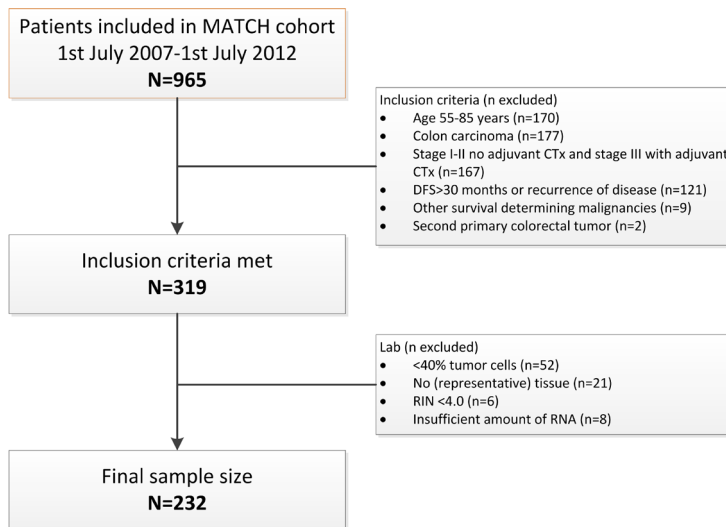 Patients included in MATCH cohort
1st July 2007-1st July 2012
N=965
Inclusion criteria (n excluded)
• Age 55-85 years (n=170)
• Colon carcinoma (n=177)
• Stage I-II no adjuvant CTx and stage III with adjuvant
CTx (n=167)
• DFS>30 months or recurrence of disease (n=121)
• Other survival determining malignancies (n=9)
• Second primary colorectal tumor (n=2)
Inclusion criteria met
N=319
Lab (n excluded)
• <40% tumor cells (n=52)
• No (representative) tissue (n=21)
• RIN <4.0 (n=6)
• Insufficient amount of RNA (n=8)
Final sample size
N=232